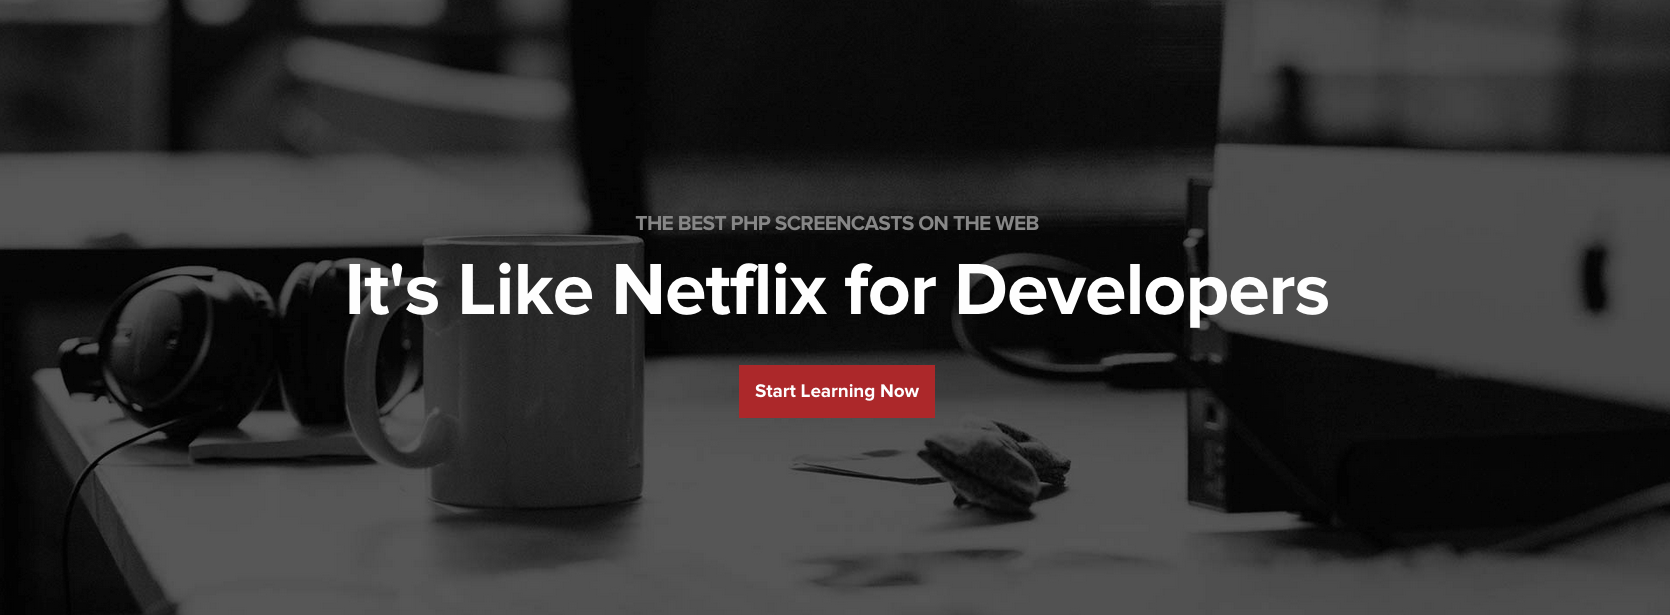 THE BEST PHP SCREENCASTS ON THE WEB
It's Like Netflix for Developers
Start Learning Now